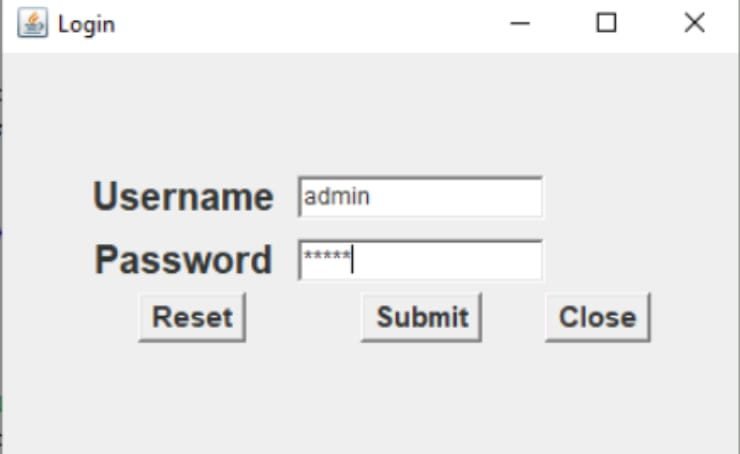 Login
Username admin
Password *****
Reset Submit Close